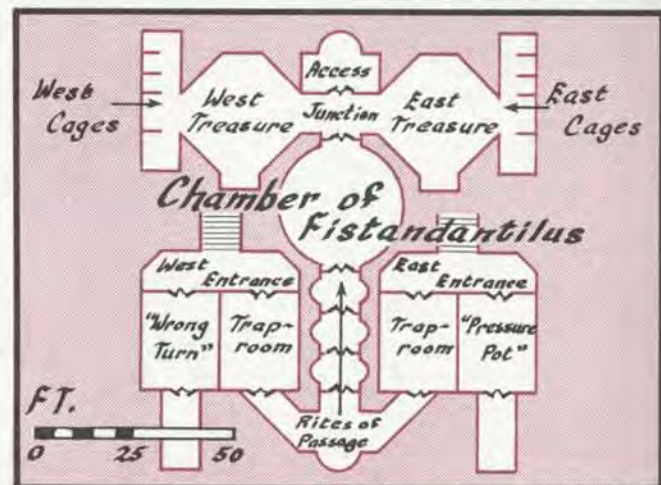 West
Cages
West
Treasure
Access
Junction
East
Treasure
East
Cages
Chamber of
Fistandantilus
West
Entrance
East
Entrance
"Wrong
Turn"
Trap-
room
Trap-
room
"Pressure
Pot"
Rites of
Passage
FT.
0 25 50